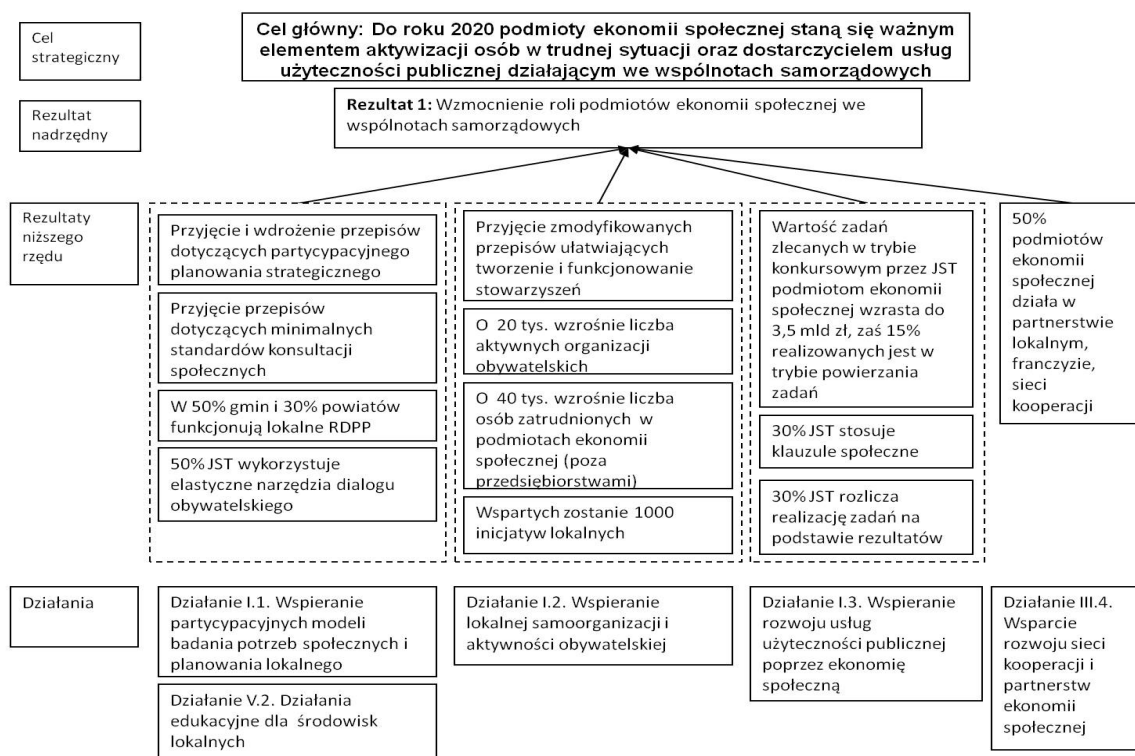 Cel
strategiczny
Cel główny: Do roku 2020 podmioty ekonomii społecznej staną się ważnym
elementem aktywizacji osób w trudnej sytuacji oraz dostarczycielem usług
użyteczności publicznej działającym we wspólnotach samorządowych
Rezultat
nadrzędny
Rezultat 1: Wzmocnienie roli podmiotów ekonomii społecznej we
wspólnotach samorządowych
Rezultaty
niższego
rzędu
Przyjęcie i wdrożenie przepisów
dotyczących partycypacyjnego
planowania strategicznego
Przyjęcie przepisów
dotyczących minimalnych
standardów konsultacji
społecznych
W 50% gmin i 30% powiatów
funkcjonują lokalne RDPP
50% JST wykorzystuje
elastyczne narzędzia dialogu
obywatelskiego
Przyjęcie zmodyfikowanych
przepisów ułatwiających
tworzenie i funkcjonowanie
stowarzyszeń
O 20 tys. wzrośnie liczba
aktywnych organizacji
obywatelskich
O 40 tys. wzrośnie liczba
osób zatrudnionych w
podmiotach ekonomii
społecznej (poza
przedsiębiorstwami)
Wspartych zostanie 1000
inicjatyw lokalnych
Wartość zadań
zlecanych w trybie
konkursowym przez JST
podmiotom ekonomii
społecznej wzrasta do
3,5 mld zł, zaś 15%
realizowanych jest w
trybie powierzania
zadań
30% JST stosuje
klauzule społeczne
30% JST rozlicza
realizację zadań na
podstawie rezultatów
50%
podmiotów
ekonomii
społecznej
działa w
partnerstwie
lokalnym,
franczyzie,
sieci
kooperacji
Działania
Działanie I.1. Wspieranie
partycypacyjnych modeli
badania potrzeb społecznych i
planowania lokalnego
Działanie V.2. Działania
edukacyjne dla środowisk
lokalnych
Działanie I.2. Wspieranie
lokalnej samoorganizacji i
aktywności obywatelskiej
Działanie I.3. Wspieranie
rozwoju usług
użyteczności publicznej
poprzez ekonomię
społeczną
Działanie III.4.
Wsparcie
rozwoju sieci
kooperacji i
partnerstw
ekonomii
społecznej